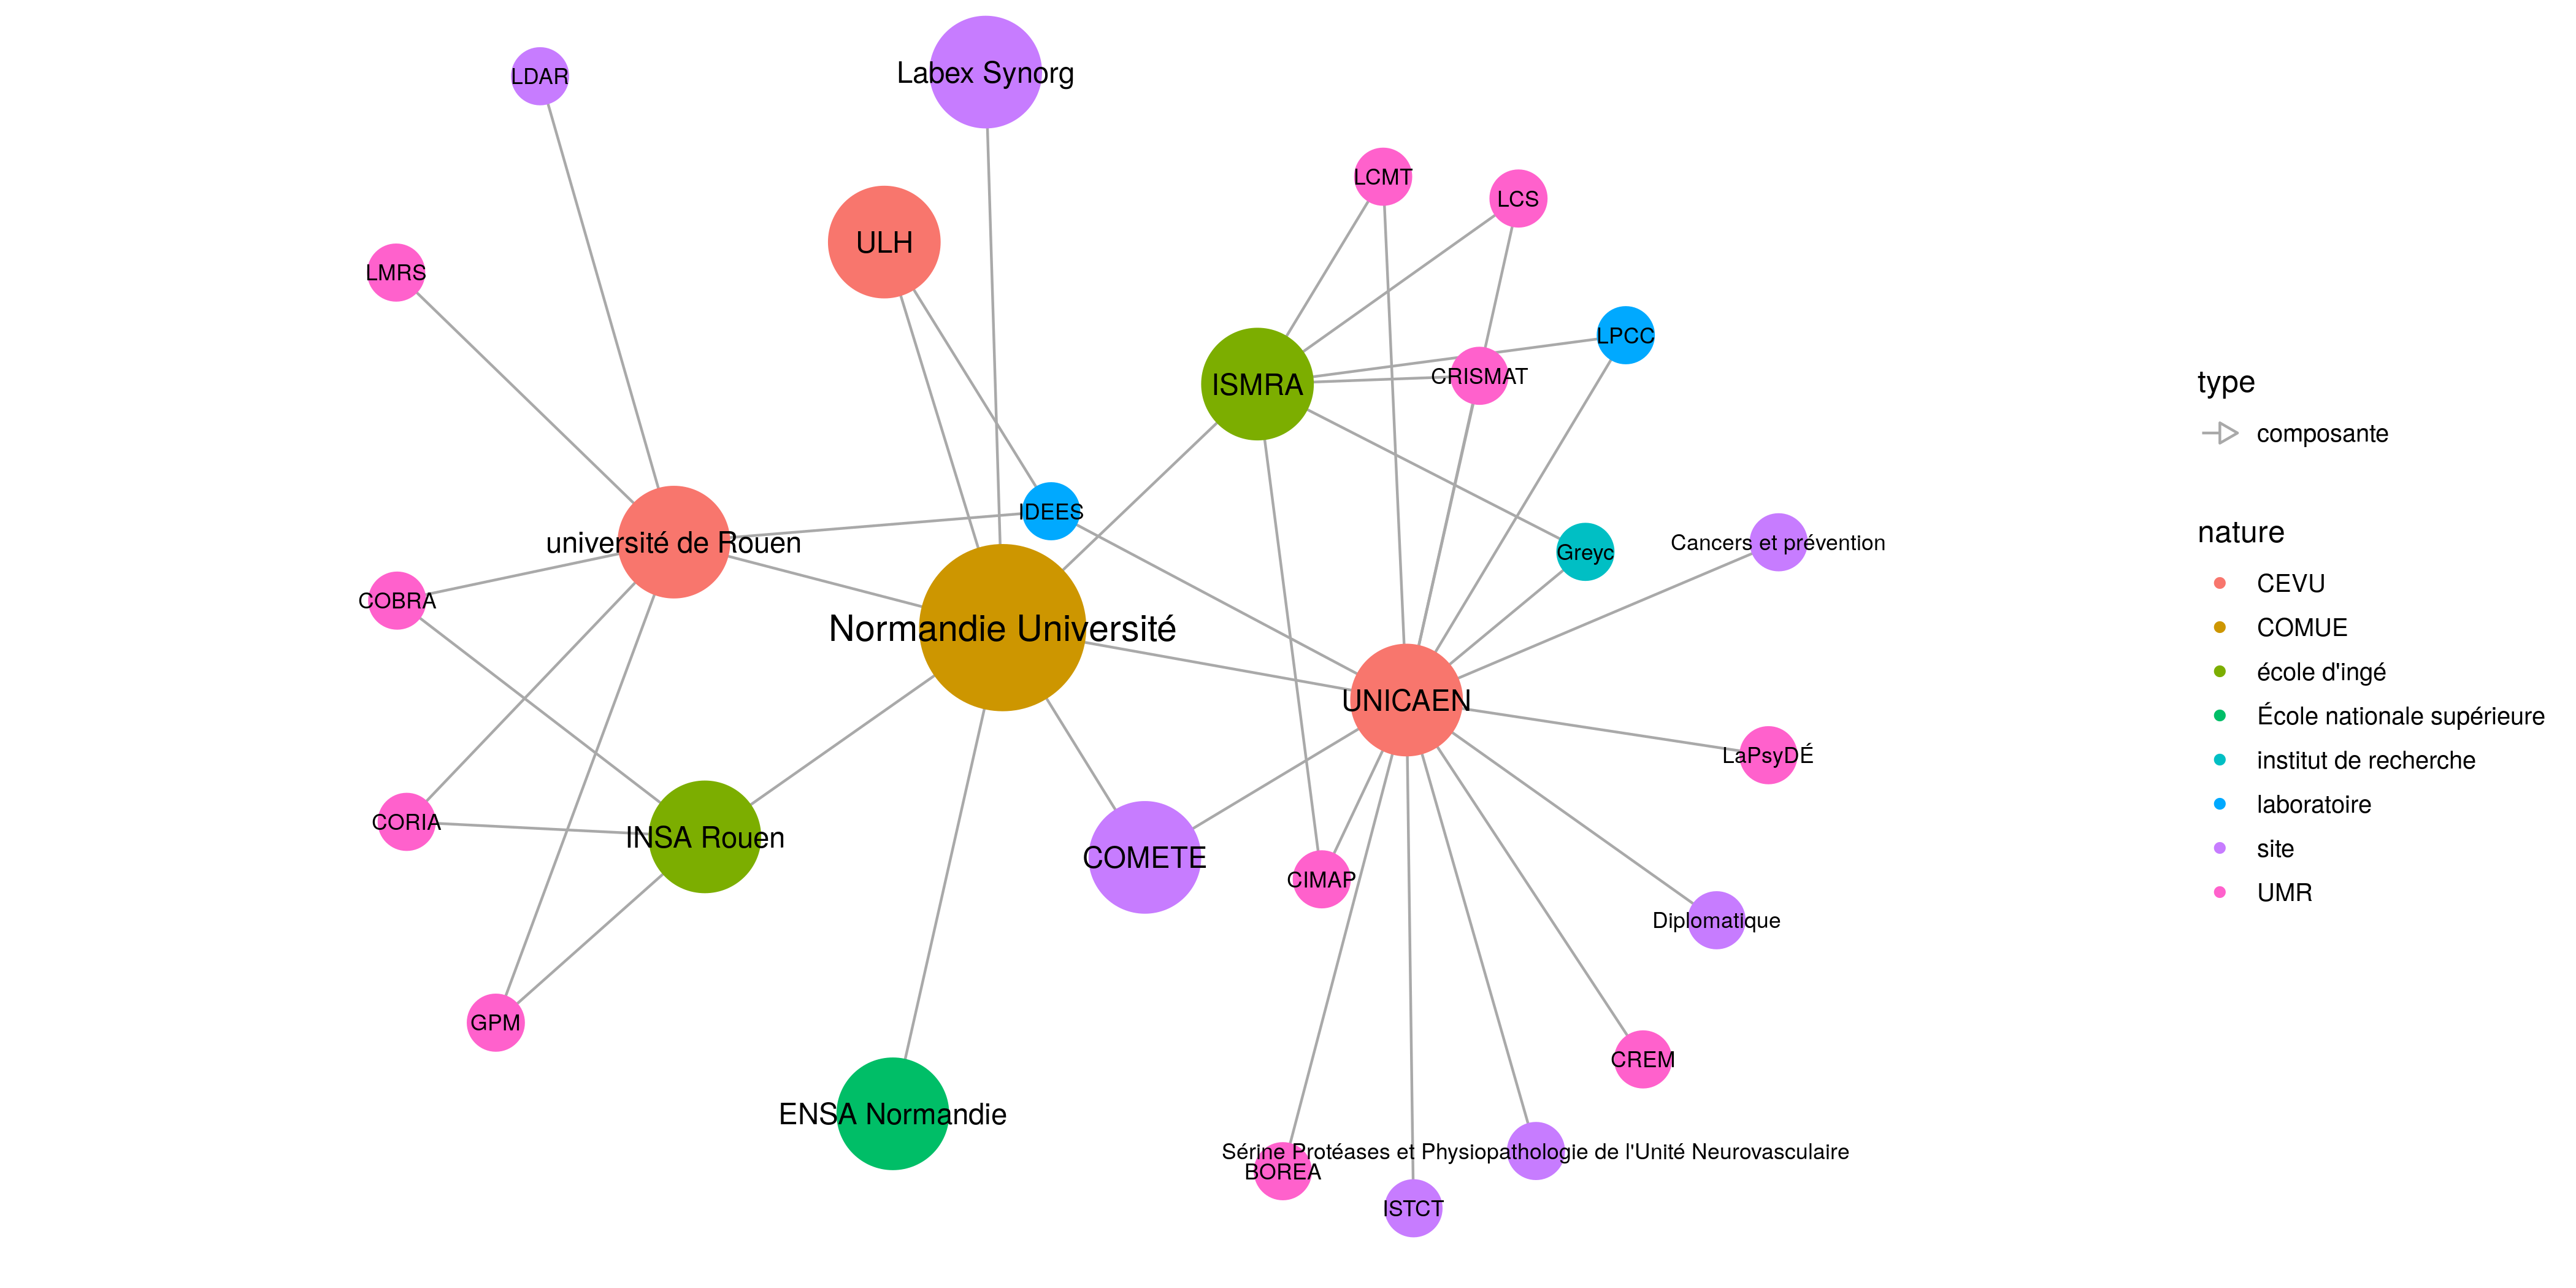 Labex Synorg
LDAR
LCMT
LCS
ULH
LMRS
LPCC
ISMRA
CRISMAT
IDEES
université de Rouen
Greyc
Cancers et prévention
COBRA
Normandie Université
UNICAEN
LaPsyDÉ
CORIA
INSA Rouen
COMETE
CIMAP
Diplomatique
GPM
CREM
ENSA Normandie
Sérine Protéases et Physiopathologie de l'Unité Neurovasculaire
BOREA
ISTCT
type
composante
nature
CEVU
COMUE
école d'ingé
École nationale supérieure
institut de recherche
laboratoire
site
UMR